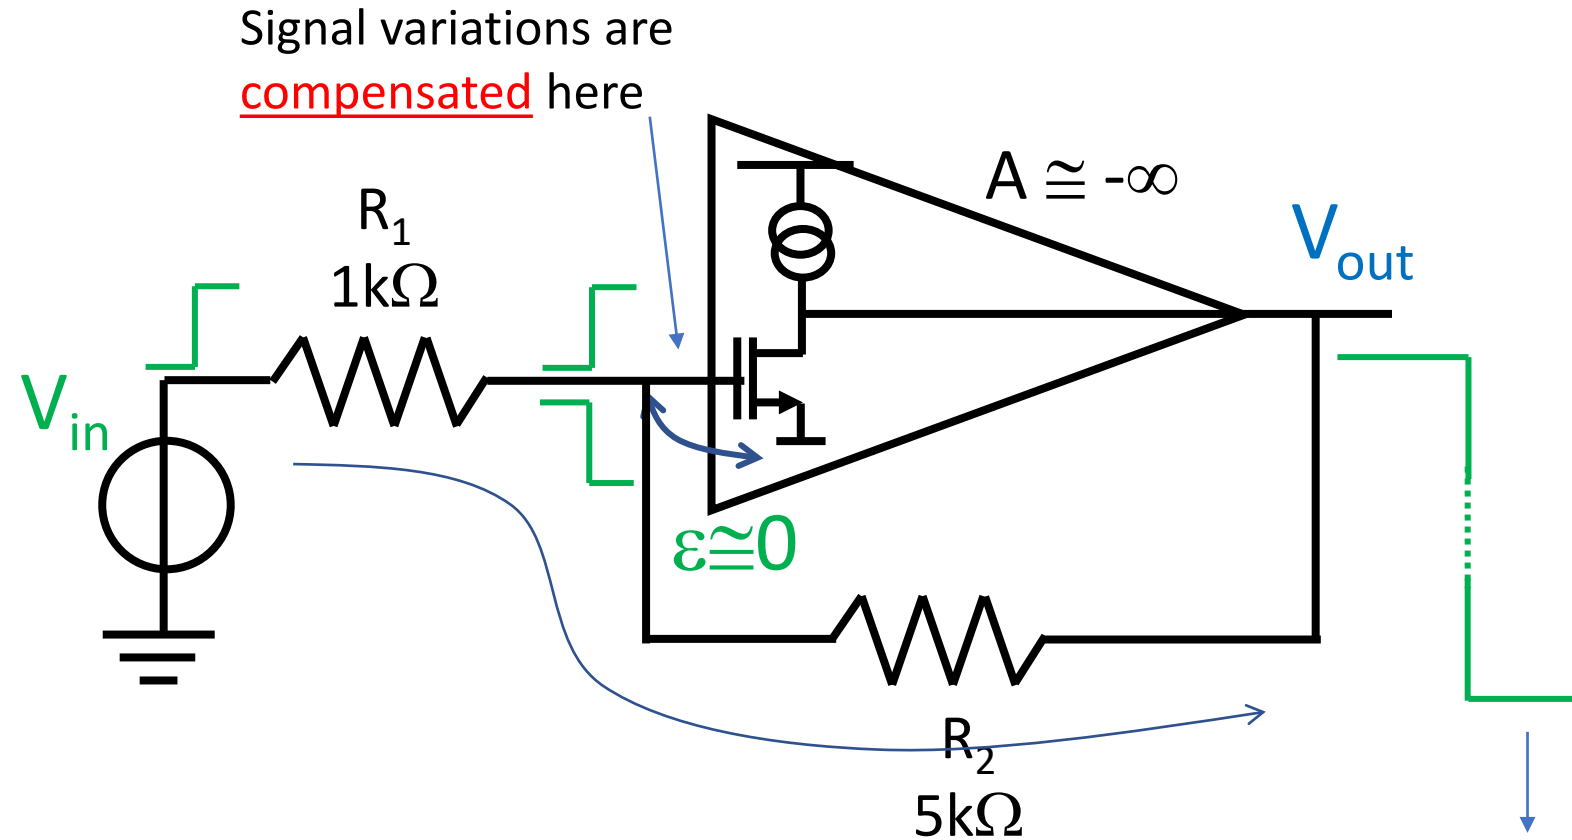 Signal variations are
compensated here
A ≅ -∞
R1
1kΩ
Vout
Vin
ε≅0
R2
5kΩ